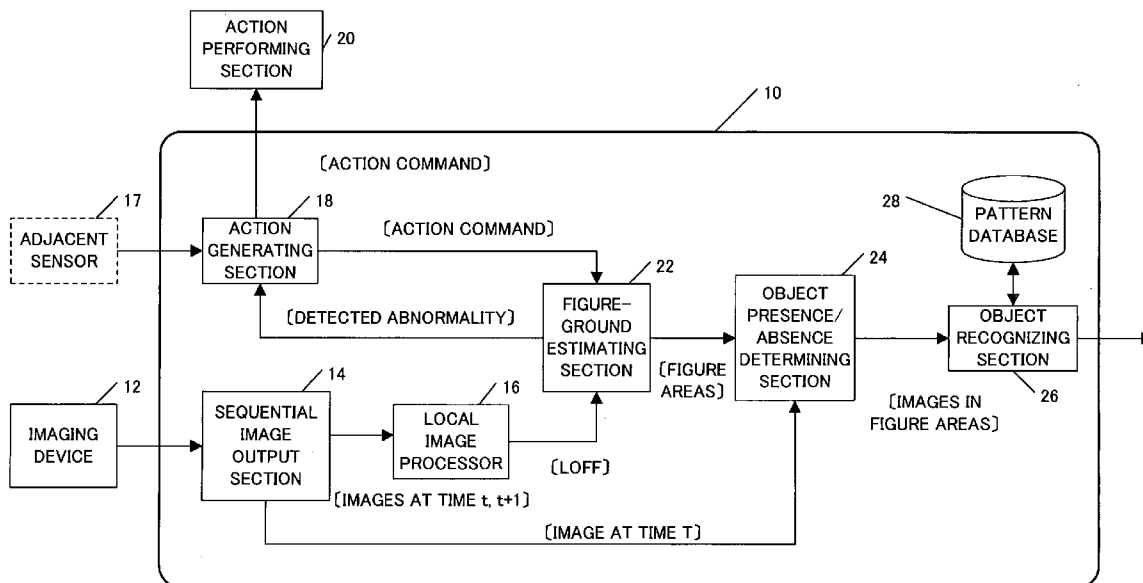 ACTION
PERFORMING
SECTION
20
10
[ACTION COMMAND]
17
ADJACENT
SENSOR
18
ACTION
GENERATING
SECTION
[ACTION COMMAND]
28
PATTERN
DATABASE
22
FIGURE-
GROUND
ESTIMATING
SECTION
[DETECTED ABNORMALITY]
24
OBJECT
PRESENCE/
ABSENCE
DETERMINING
SECTION
OBJECT
RECOGNIZING
SECTION
26
[FIGURE
AREAS]
[IMAGES IN
FIGURE AREAS]
12
IMAGING
DEVICE
14
SEQUENTIAL
IMAGE
OUTPUT
SECTION
16
LOCAL
IMAGE
PROCESSOR
[LOFF]
[IMAGES AT TIME t, t+1]
[IMAGE AT TIME T]